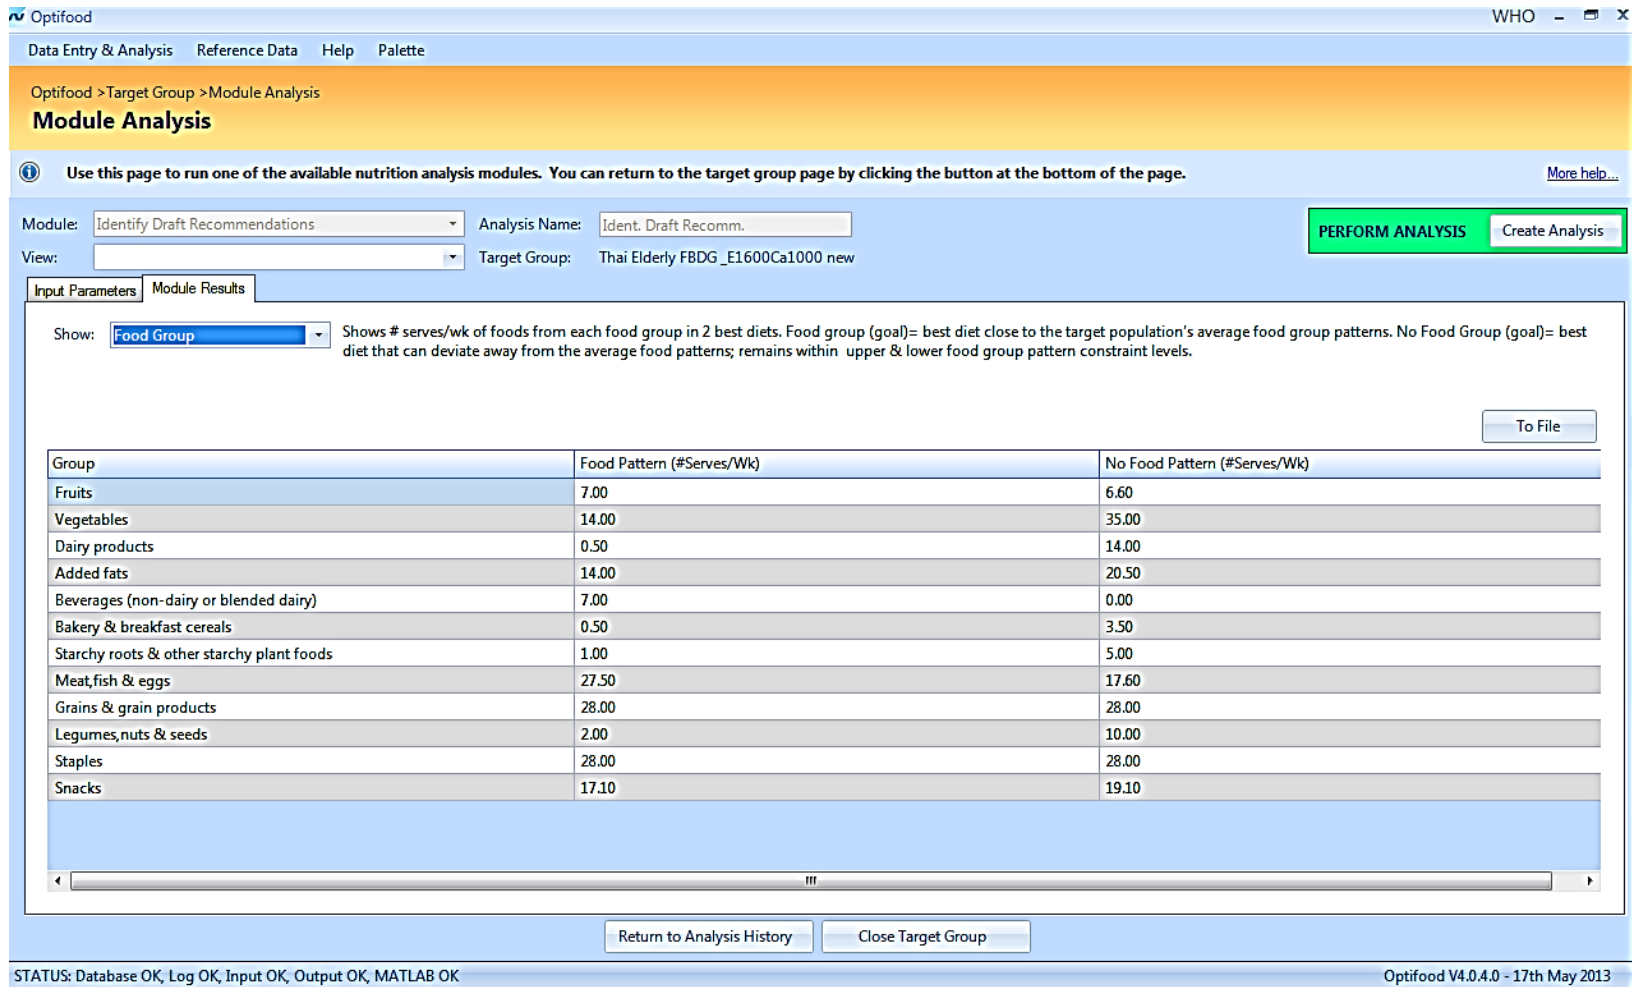 Optifood
WHO
Data Entry & Analysis Reference Data Help Palette
Optifood >Target Group >Module Analysis
Module Analysis
Use this page to run one of the available nutrition analysis modules. You can return to the target group page by clicking the button at the bottom of the page.
More help...
Module: Identify Draft Recommendations Analysis Name: Ident. Draft Recomm.
PERFORM ANALYSIS Create Analysis
View: Target Group: Thai Elderly FBDG_E1600Ca1000 new
Input Parameters Module Results
Show: Food Group
Shows # serves/wk of foods from each food group in 2 best diets. Food group (goal)= best diet close to the target population's average food group patterns. No Food Group (goal)= best
diet that can deviate away from the average food patterns; remains within upper & lower food group pattern constraint levels.
To File
Group Food Pattern (#Serves/Wk) No Food Pattern (#Serves/Wk)
Fruits 7.00 6.60
Vegetables 14.00 35.00
Dairy products 0.50 14.00
Added fats 14.00 20.50
Beverages (non-dairy or blended dairy) 7.00 0.00
Bakery & breakfast cereals 0.50 3.50
Starchy roots & other starchy plant foods 1.00 5.00
Meat,fish & eggs 27.50 17.60
Grains & grain products 28.00 28.00
Legumes,nuts & seeds 2.00 10.00
Staples 28.00 28.00
Snacks 17.10 19.10
Return to Analysis History Close Target Group
STATUS: Database OK, Log OK, Input OK, Output OK, MATLAB OK
Optifood V4.0.4.0 - 17th May 2013